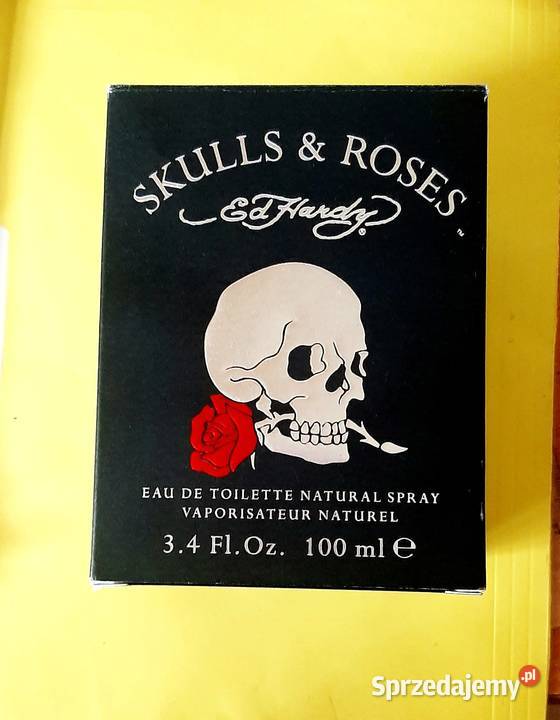 SKULLS & ROSES
™
Ed Hardy®
EAU DE TOILETTE NATURAL SPRAY
VAPORISATEUR NATUREL
3.4 Fl.Oz. 100 ml ℮
Sprzedajemy.pl